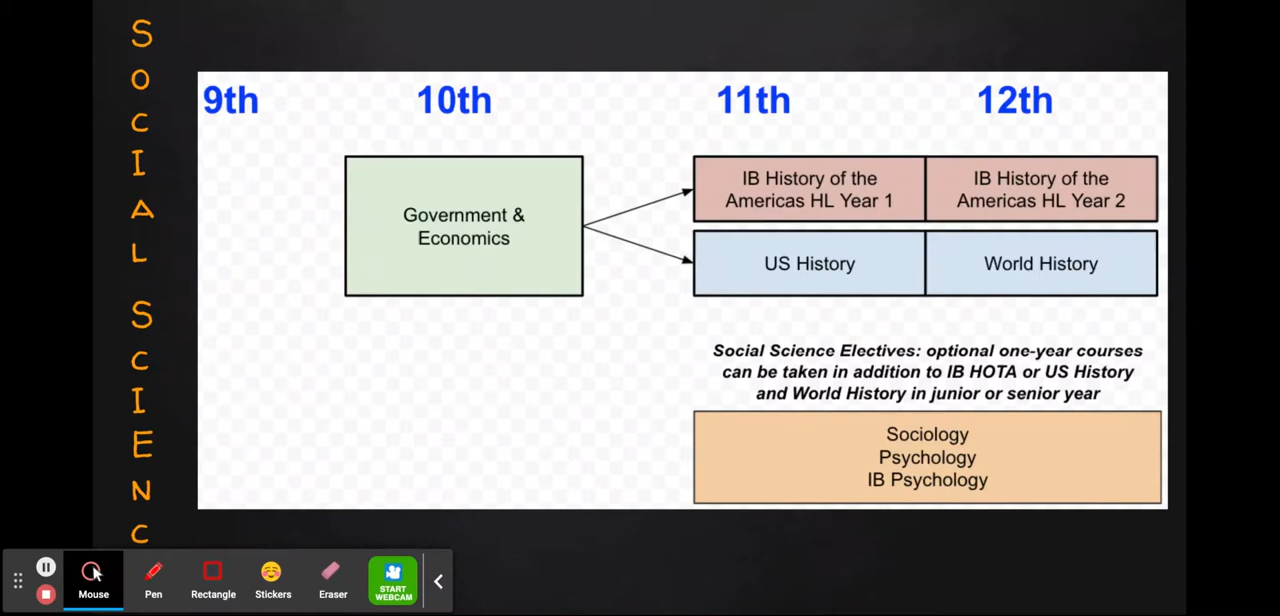 S
O
C
I
A
L
S
C
I
E
N
C
9th 10th 11th 12th
Government &
Economics
IB History of the
Americas HL Year 1
IB History of the
Americas HL Year 2
US History
World History
Social Science Electives: optional one-year courses
can be taken in addition to IB HOTA or US History
and World History in junior or senior year
Sociology
Psychology
IB Psychology
Mouse
Pen
Rectangle
Stickers
Eraser
START
WEBCAM